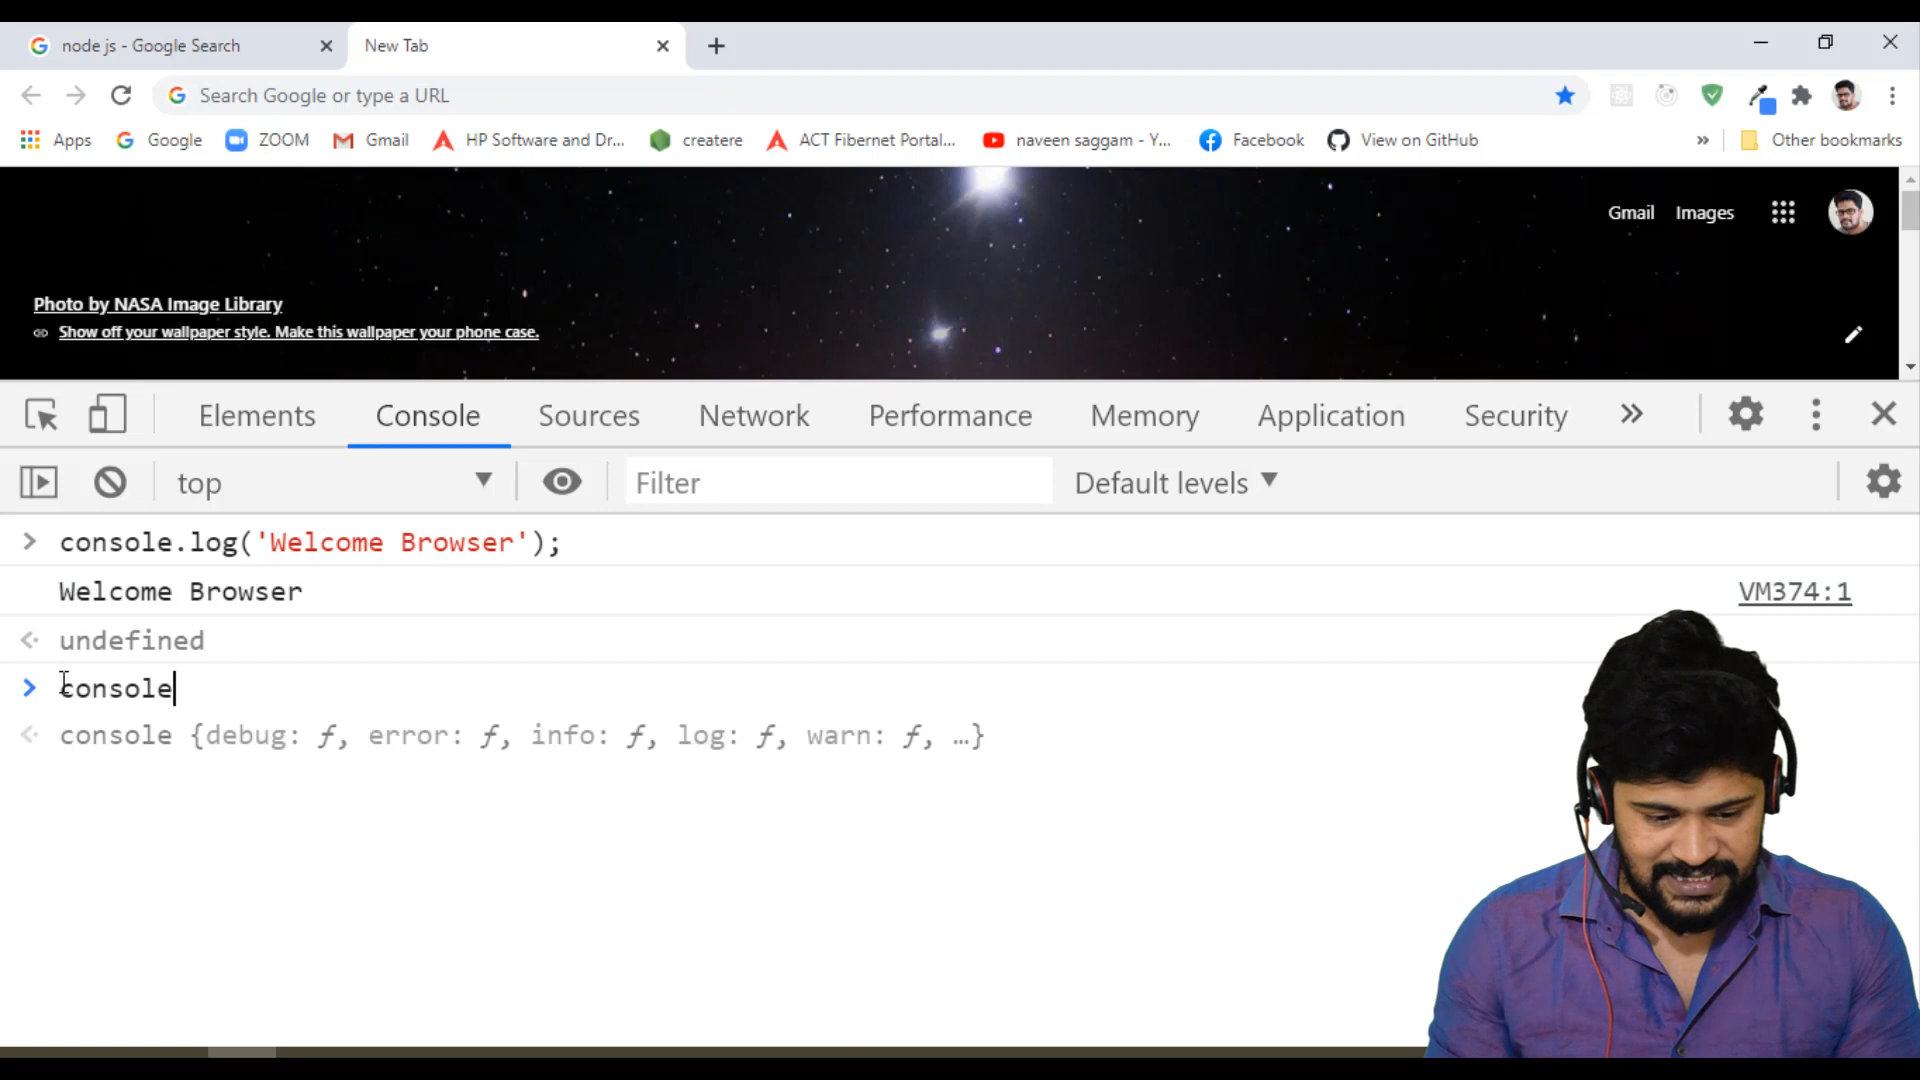 node js - Google Search
New Tab
Search Google or type a URL
Apps Google ZOOM Gmail HP Software and Dr... createre ACT Fibernet Portal... naveen saggam - Y... Facebook View on GitHub » Other bookmarks
Gmail Images
Photo by NASA Image Library
Show off your wallpaper style. Make this wallpaper your phone case.
Elements Console Sources Network Performance Memory Application Security »
top Filter Default levels
> console.log('Welcome Browser');
Welcome Browser VM374:1
undefined
> console
console {debug: ƒ, error: ƒ, info: ƒ, log: ƒ, warn: ƒ, …}